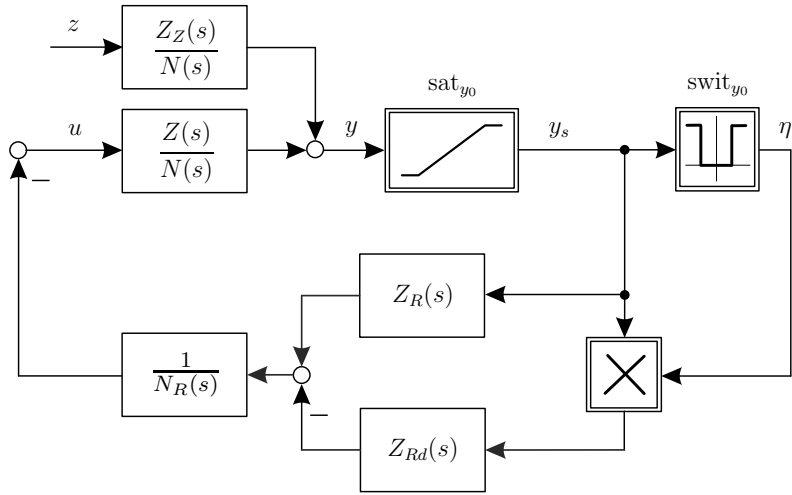 z
Z_Z(s)
N(s)
sat_{y_0}
swit_{y_0}
u
Z(s)
N(s)
y
y_s
η
−
Z_R(s)
1
N_R(s)
−
Z_{Rd}(s)